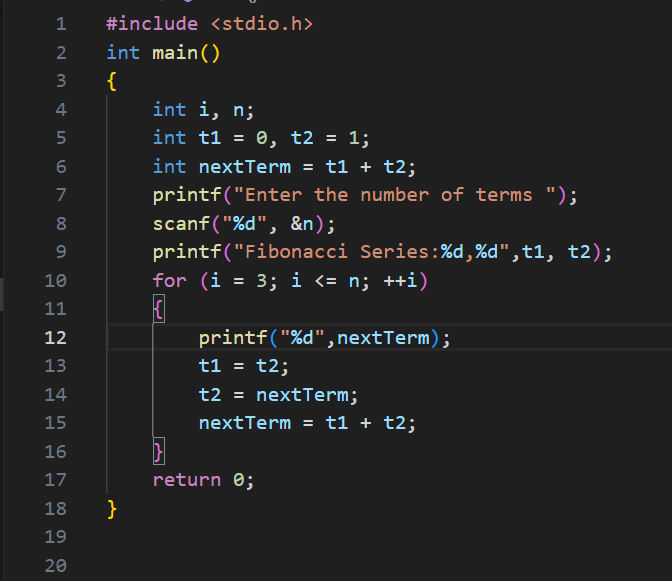 1 #include <stdio.h>
2 int main()
3 {
4 int i, n;
5 int t1 = 0, t2 = 1;
6 int nextTerm = t1 + t2;
7 printf("Enter the number of terms ");
8 scanf("%d", &n);
9 printf("Fibonacci Series:%d,%d",t1, t2);
10 for (i = 3; i <= n; ++i)
11 {
12 printf("%d",nextTerm);
13 t1 = t2;
14 t2 = nextTerm;
15 nextTerm = t1 + t2;
16 }
17 return 0;
18 }
19
20